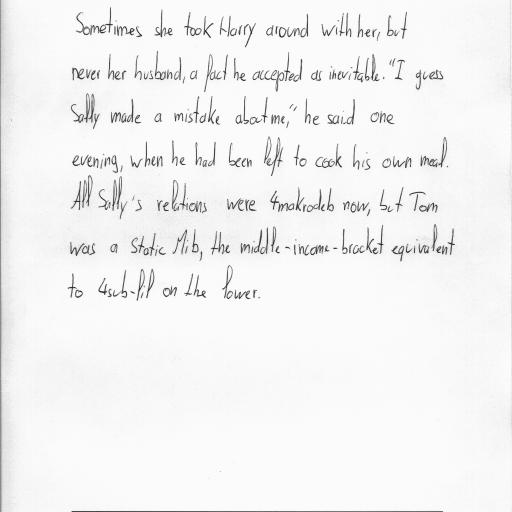 Sometimes she took Harry around with her, but
never her husband, a fact he accepted as inevitable. "I guess
Sally made a mistake about me," he said one
evening, when he had been left to cook his own meal.
All Sally's relations were 4makrodeb now, but Tom
was a Static Mib, the middle-income-bracket equivalent
to 4sub-Pil on the lower.